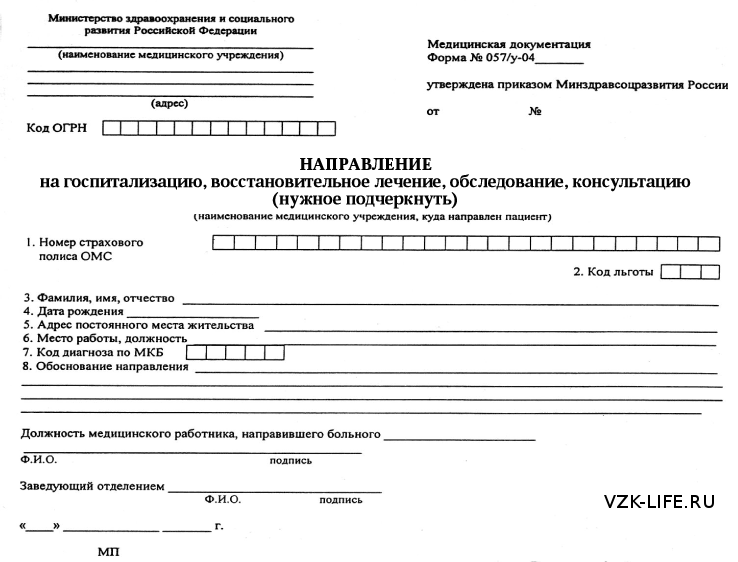 Министерство здравоохранения и социального
развития Российской Федерации
(наименование медицинского учреждения)
(адрес)
Код ОГРН
Медицинская документация
Форма № 057/у-04
утверждена приказом Минздравсоцразвития России
от №
НАПРАВЛЕНИЕ
на госпитализацию, восстановительное лечение, обследование, консультацию
(нужное подчеркнуть)
(наименование медицинского учреждения, куда направлен пациент)
1. Номер страхового
полиса ОМС
2. Код льготы
3. Фамилия, имя, отчество
4. Дата рождения
5. Адрес постоянного места жительства
6. Место работы, должность
7. Код диагноза по МКБ
8. Обоснование направления
Должность медицинского работника, направившего больного
Ф.И.О. подпись
Заведующий отделением
Ф.И.О. подпись
VZK-LIFE.RU
«____» ______________ _______ г.
МП